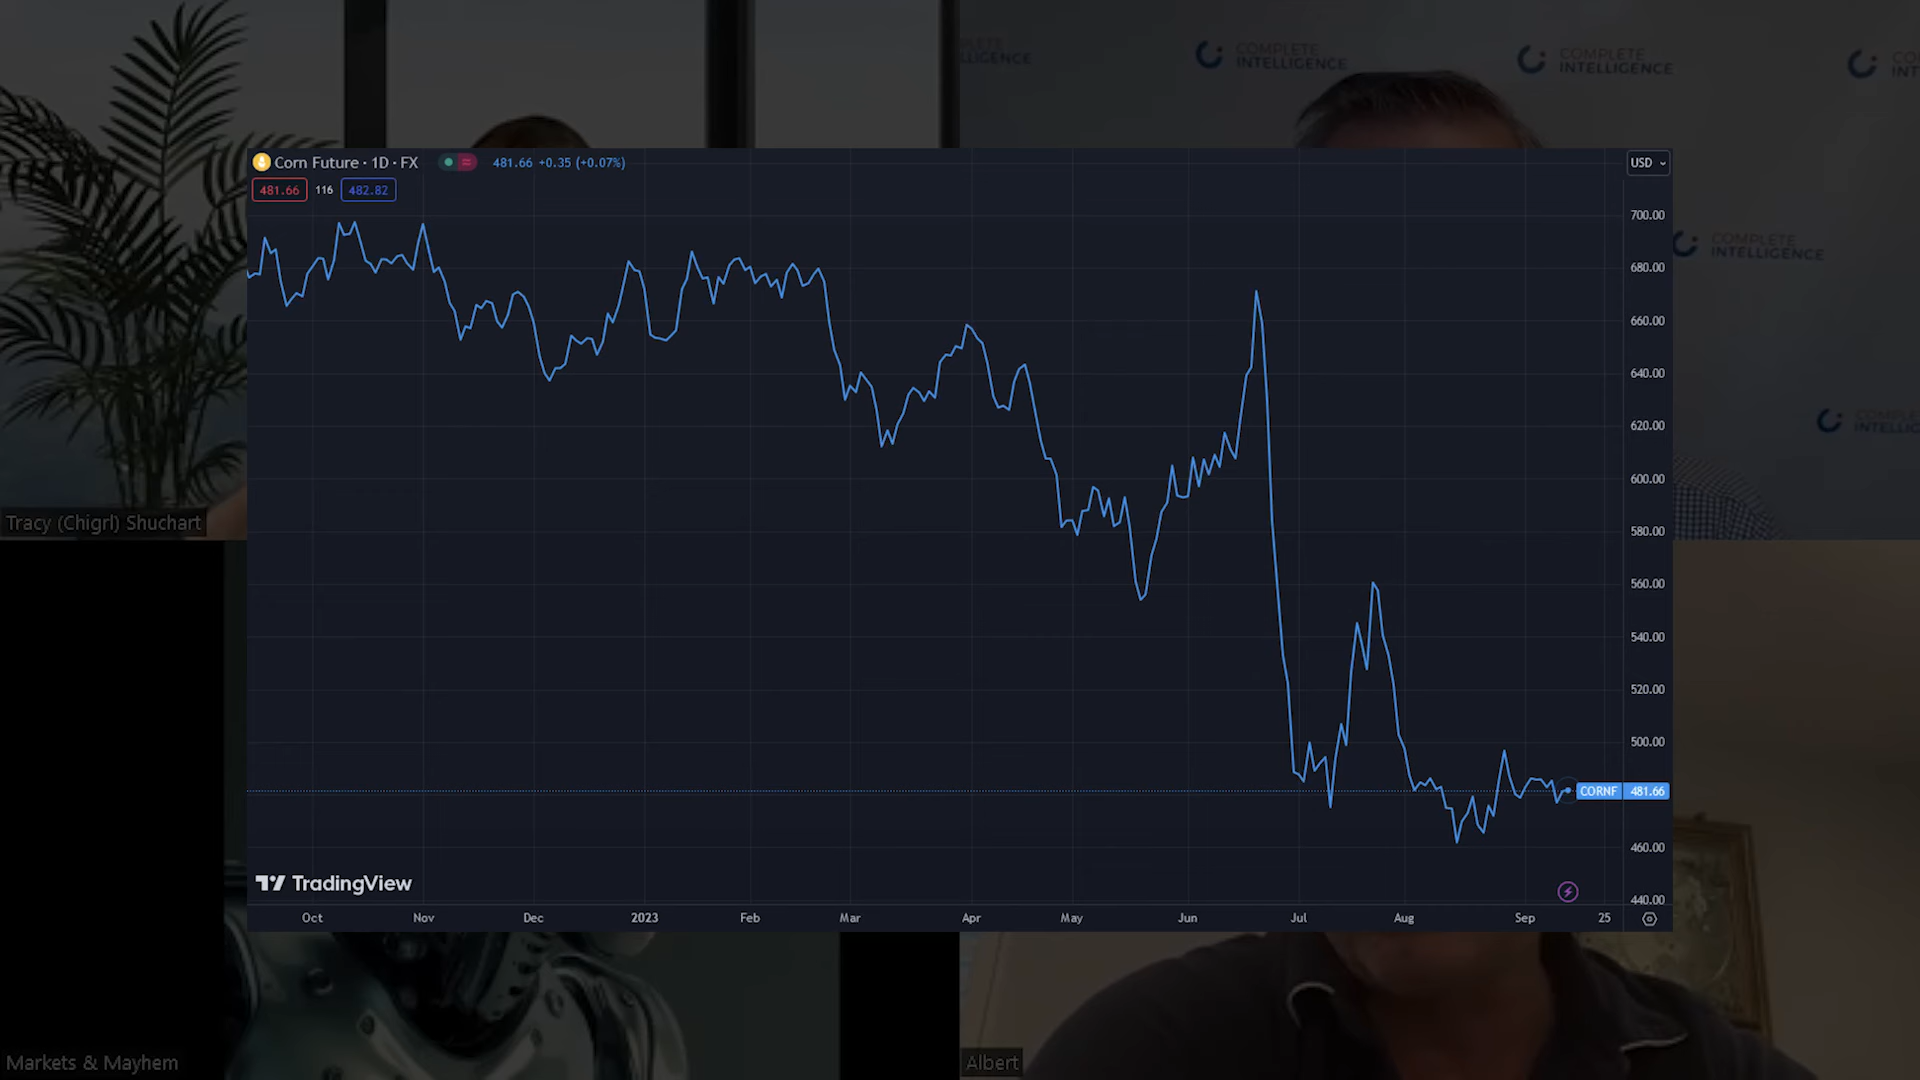 COMPLETE
INTELLIGENCE
COMPLETE
INTELLIGENCE
COMPLETE
INTELLIGENCE
COMPLETE
INTELLIGENCE
Corn Future · 1D · FX
481.66 +0.35 (+0.07%)
USD
481.66 116 482.82
700.00
680.00
660.00
640.00
620.00
600.00
580.00
560.00
540.00
520.00
500.00
CORNF 481.66
460.00
440.00
Tracy (Chigrl) Shuchart
TradingView
Oct Nov Dec 2023 Feb Mar Apr May Jun Jul Aug Sep 25
Markets & Mayhem
Albert